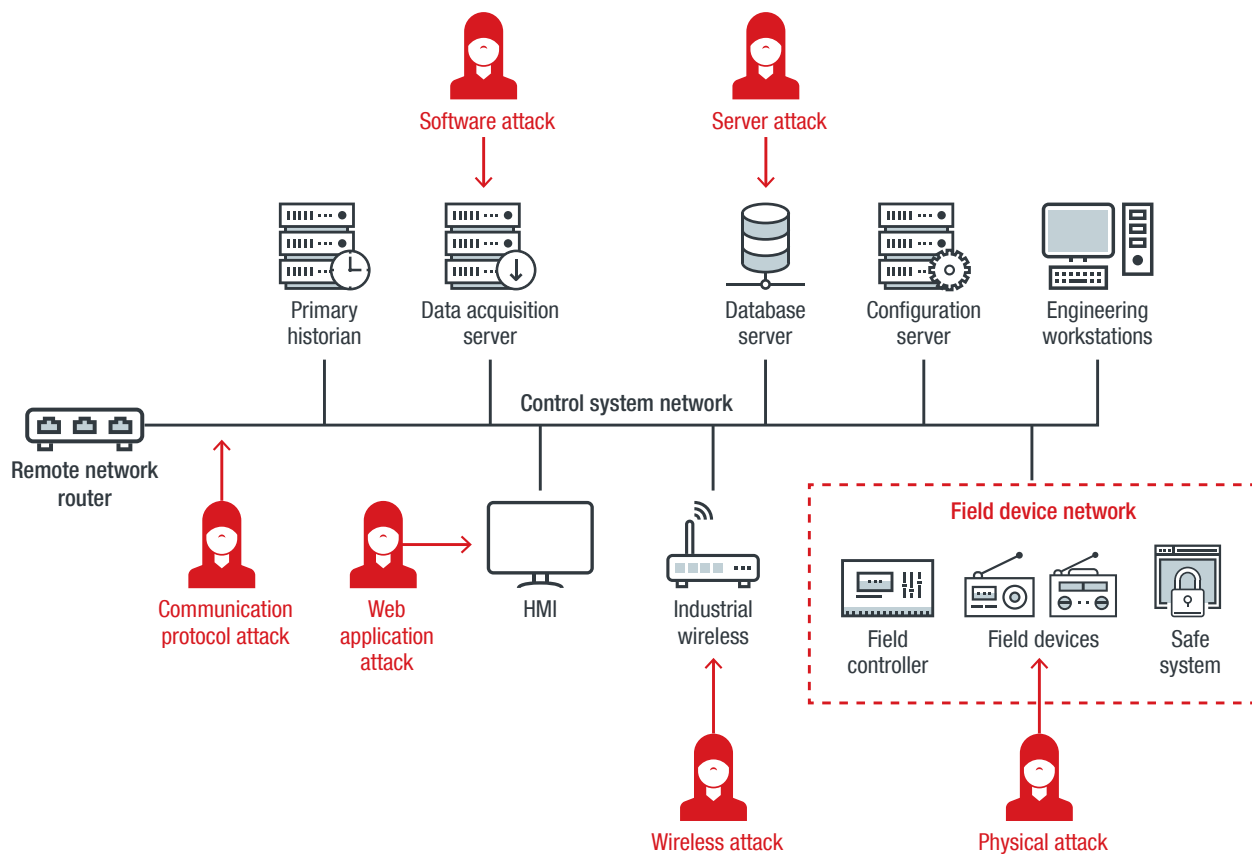 Software attack
Server attack
Primary
historian
Data acquisition
server
Database
server
Configuration
server
Engineering
workstations
Control system network
Remote network
router
Field device network
Communication
protocol attack
Web
application
attack
HMI
Industrial
wireless
Field
controller
Field devices
Safe
system
Wireless attack
Physical attack